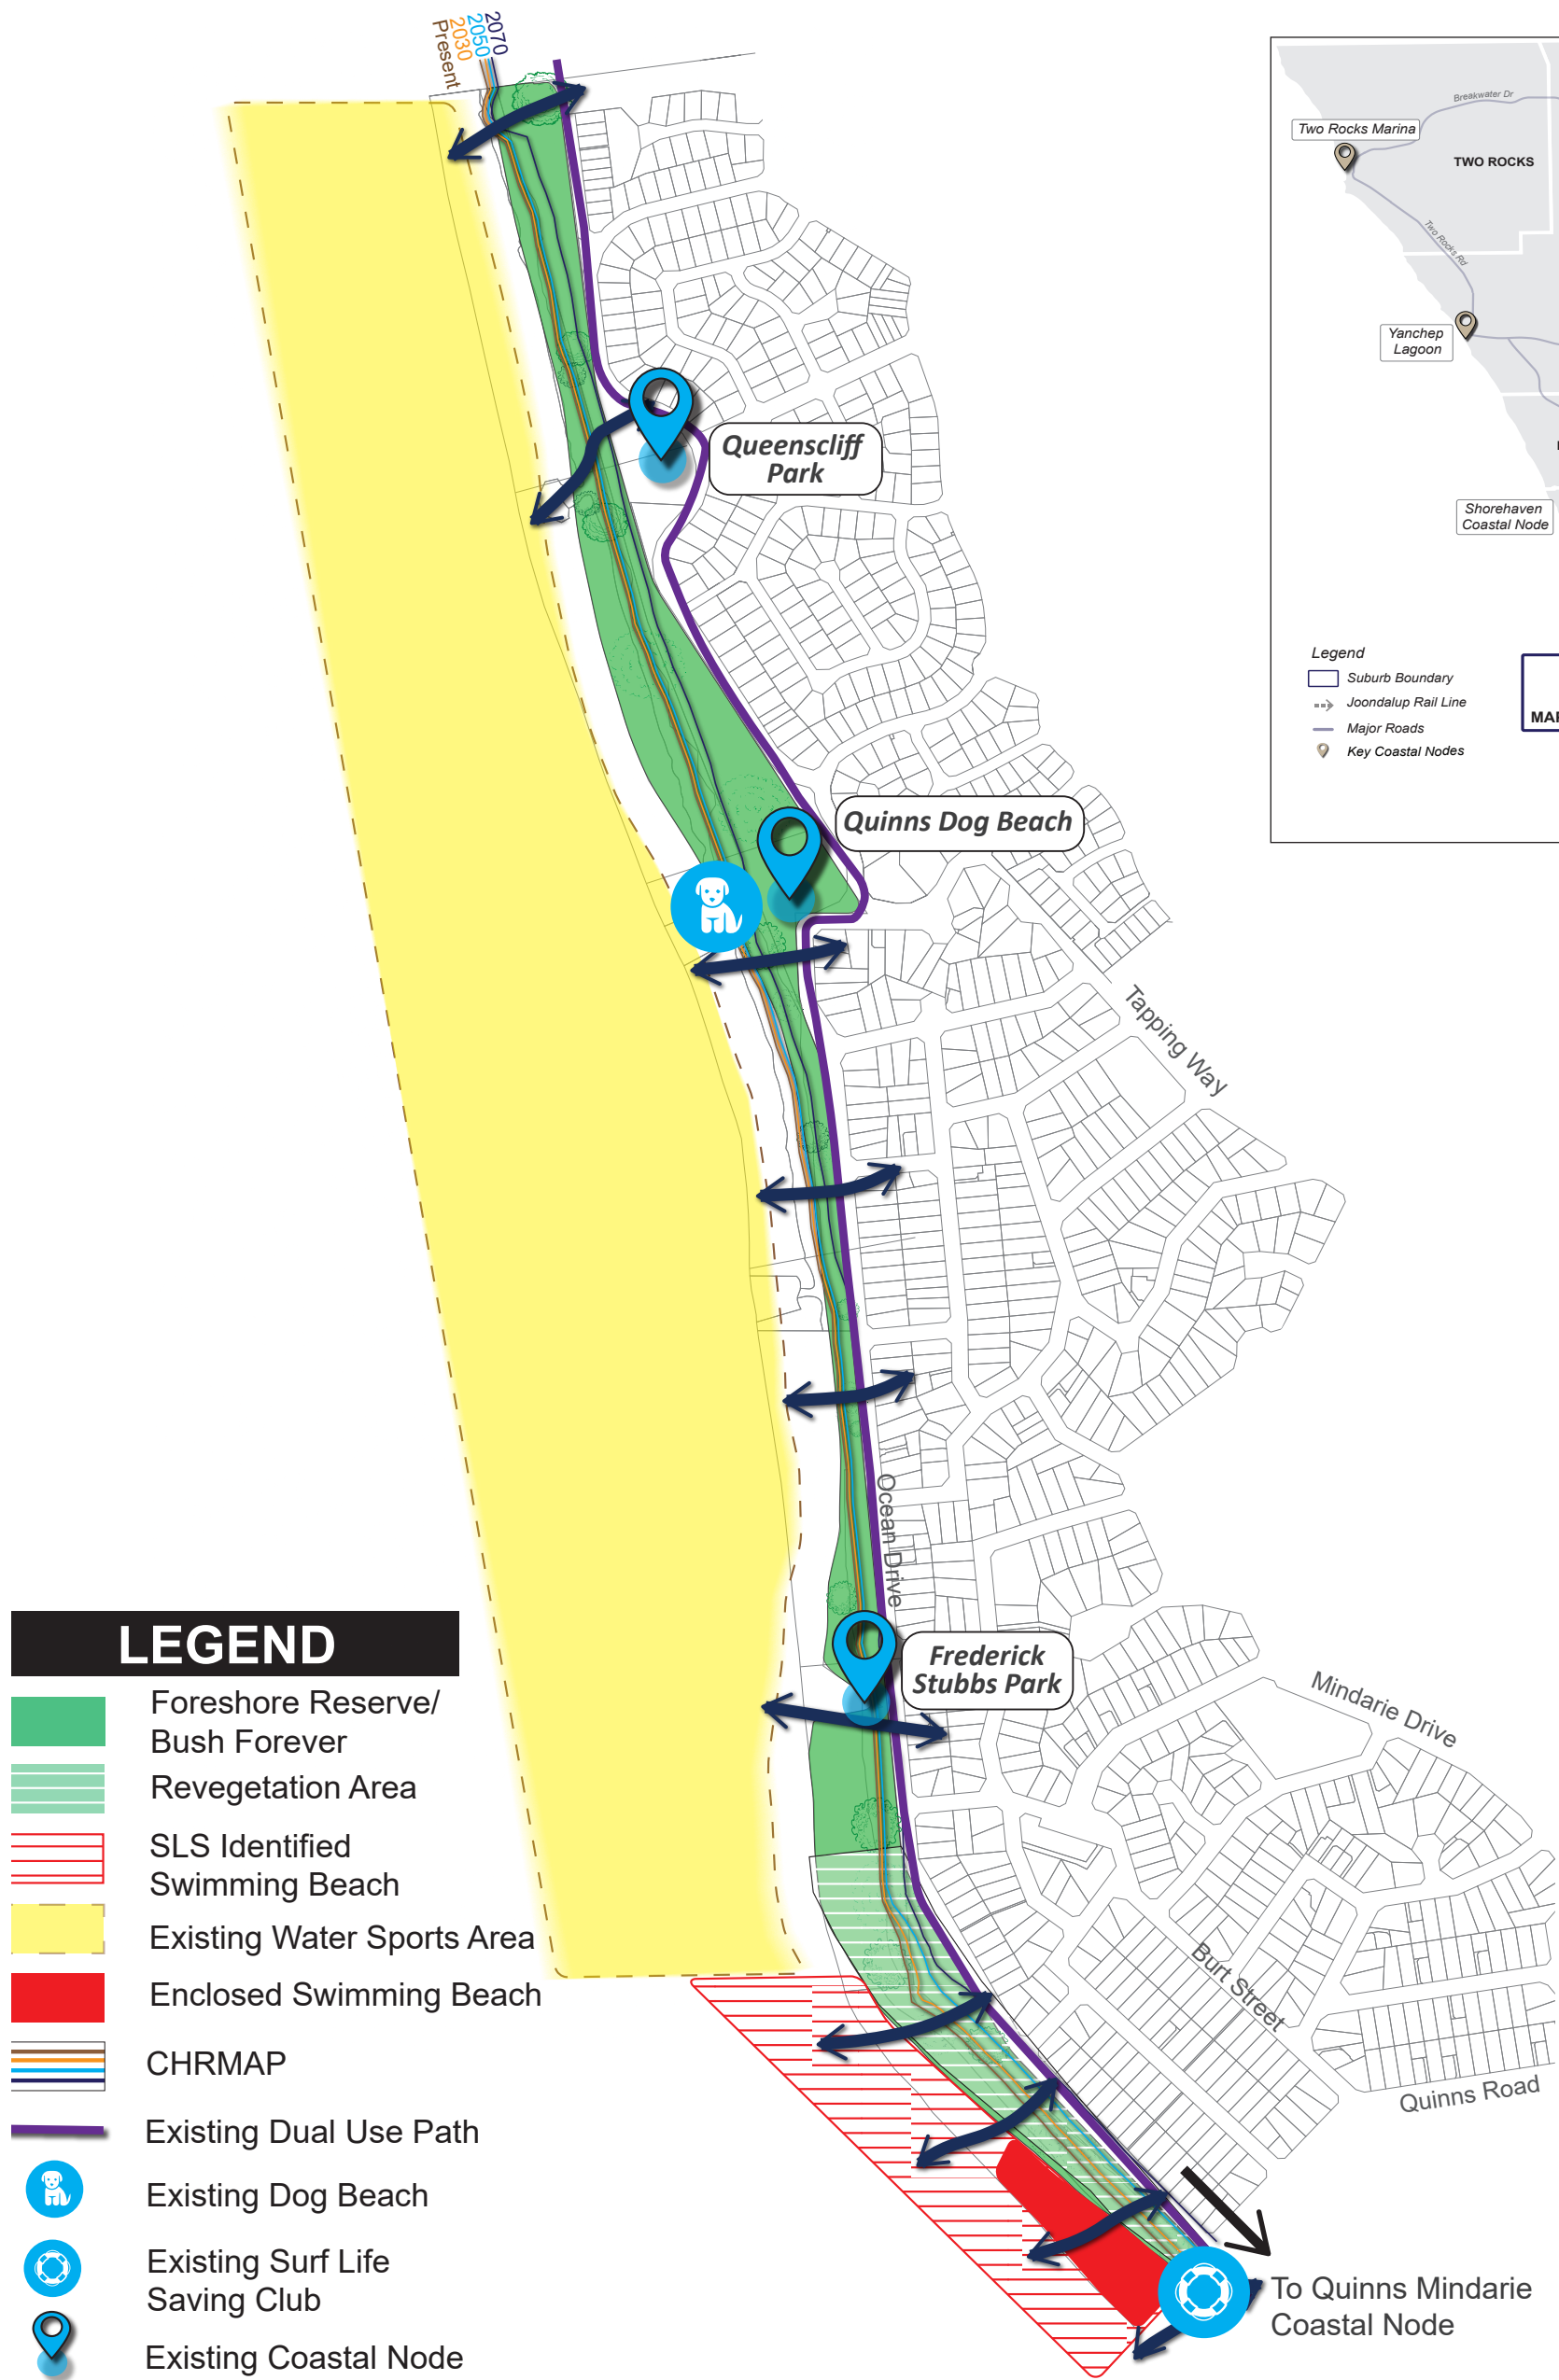 Present
2030
2050
2070
Breakwater Dr
Two Rocks Marina
TWO ROCKS
Two Rocks Rd
Yanchep
Lagoon
Shorehaven
Coastal Node
Legend
Suburb Boundary
Joondalup Rail Line
Major Roads
Key Coastal Nodes
Queenscliff
Park
Quinns Dog Beach
Tapping Way
Ocean Drive
Frederick
Stubbs Park
Mindarie Drive
Burt Street
Quinns Road
To Quinns Mindarie
Coastal Node
LEGEND
Foreshore Reserve/
Bush Forever
Revegetation Area
SLS Identified
Swimming Beach
Existing Water Sports Area
Enclosed Swimming Beach
CHRMAP
Existing Dual Use Path
Existing Dog Beach
Existing Surf Life
Saving Club
Existing Coastal Node